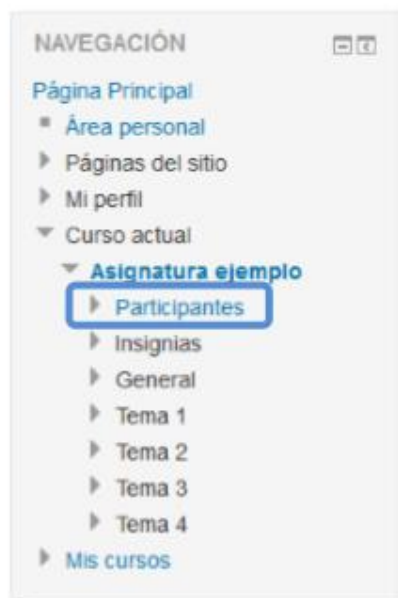 NAVEGACIÓN
Página Principal
Área personal
Páginas del sitio
Mi perfil
Curso actual
Asignatura ejemplo
Participantes
Insignias
General
Tema 1
Tema 2
Tema 3
Tema 4
Mis cursos